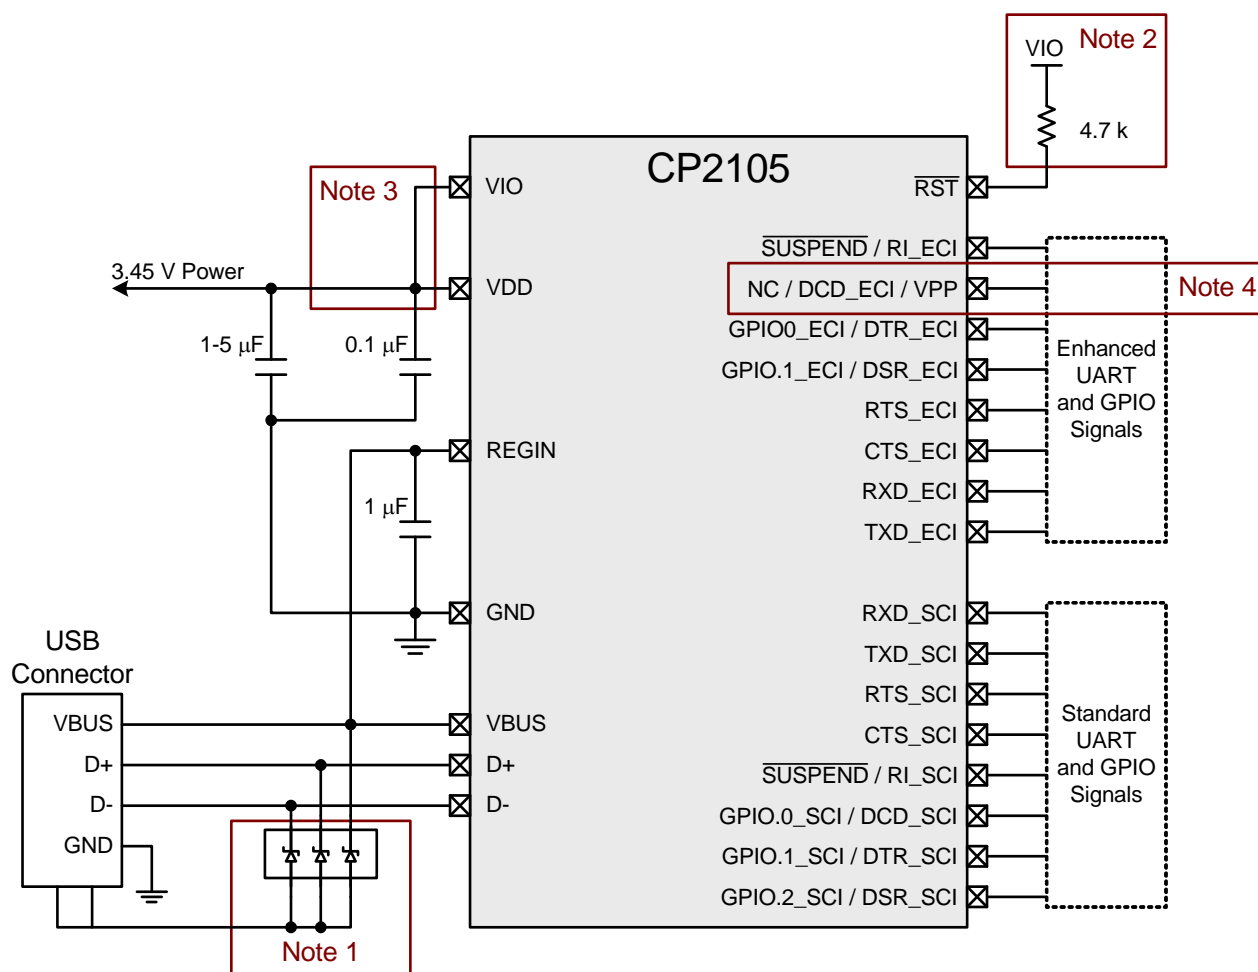 Note 2
VIO
4.7 k
CP2105
Note 3
VIO
RST
SUSPEND / RI_ECI
3.45 V Power
VDD
NC / DCD_ECI / VPP
Note 4
GPIO0_ECI / DTR_ECI
1-5 μF
0.1 μF
GPIO.1_ECI / DSR_ECI
Enhanced
UART
and GPIO
Signals
RTS_ECI
REGIN
CTS_ECI
RXD_ECI
1 μF
TXD_ECI
GND
RXD_SCI
USB
Connector
TXD_SCI
RTS_SCI
VBUS
VBUS
CTS_SCI
Standard
UART
and GPIO
Signals
D+
D+
SUSPEND / RI_SCI
D-
D-
GPIO.0_SCI / DCD_SCI
GND
GPIO.1_SCI / DTR_SCI
GPIO.2_SCI / DSR_SCI
Note 1